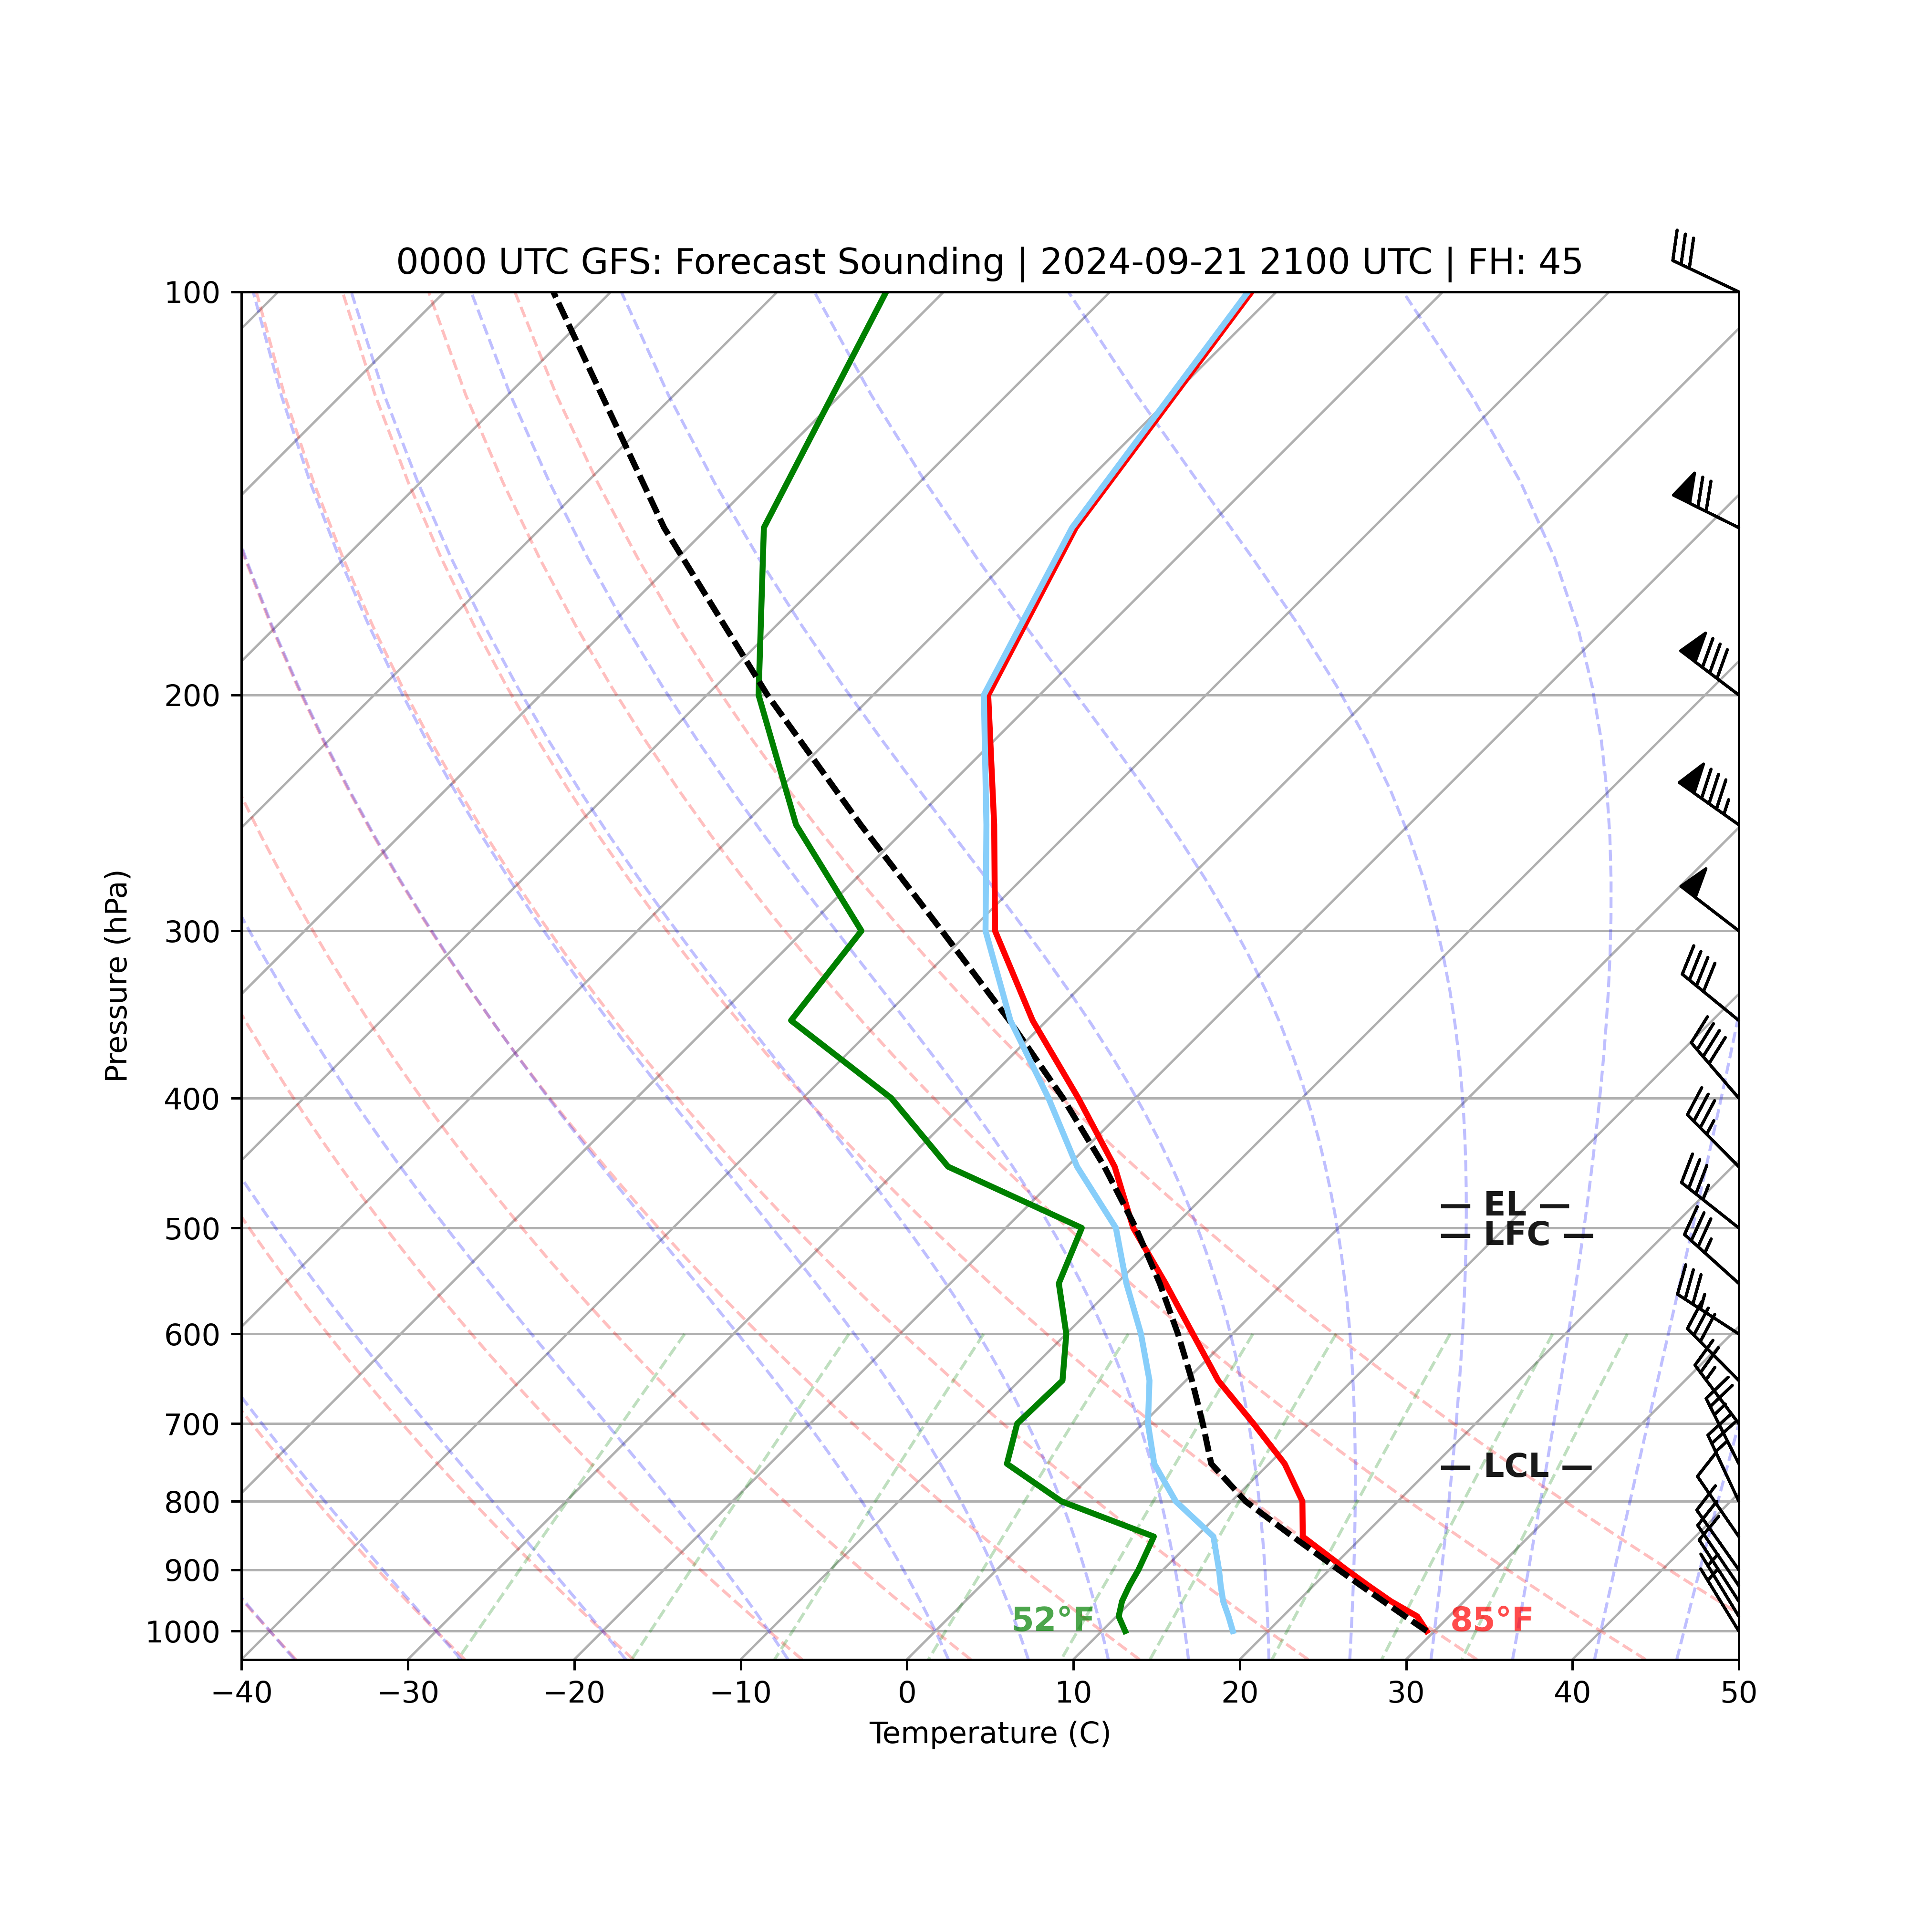 0000 UTC GFS: Forecast Sounding | 2024-09-21 2100 UTC | FH: 45
100
200
300
— EL —
— LFC —
400
500
600
700
— LCL —
800
900
52°F
85°F
1000
Pressure (hPa)
−40 −30 −20 −10 0 10 20 30 40 50
Temperature (C)